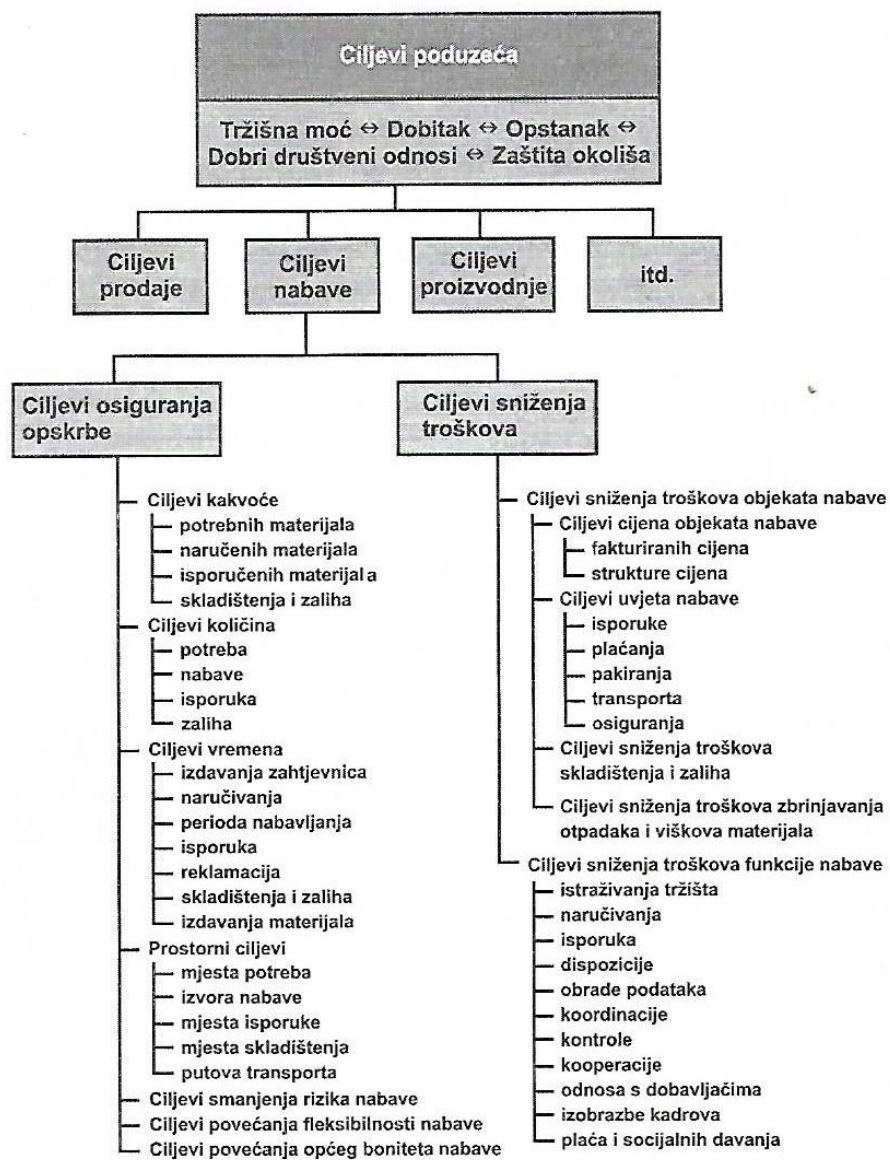 Ciljevi poduzeća
Tržišna moć ⇔ Dobitak ⇔ Opstanak ⇔
Dobri društveni odnosi ⇔ Zaštita okoliša
Ciljevi
prodaje
Ciljevi
nabave
Ciljevi
proizvodnje
itd.
Ciljevi osiguranja
opskrbe
Ciljevi kakvoće
potrebnih materijala
naručenih materijala
isporučenih materijala
skladištenja i zaliha
Ciljevi količina
potreba
nabave
isporuka
zaliha
Ciljevi vremena
izdavanja zahtjevnica
naručivanja
perioda nabavljanja
isporuka
reklamacija
skladištenja i zaliha
izdavanja materijala
Prostorni ciljevi
mjesta potreba
izvora nabave
mjesta isporuke
mjesta skladištenja
putova transporta
Ciljevi smanjenja rizika nabave
Ciljevi povećanja fleksibilnosti nabave
Ciljevi povećanja općeg boniteta nabave
Ciljevi sniženja
troškova
Ciljevi sniženja troškova objekata nabave
Ciljevi cijena objekata nabave
fakturiranih cijena
strukture cijena
Ciljevi uvjeta nabave
isporuke
plaćanja
pakiranja
transporta
osiguranja
Ciljevi sniženja troškova
skladištenja i zaliha
Ciljevi sniženja troškova zbrinjavanja
otpadaka i viškova materijala
Ciljevi sniženja troškova funkcije nabave
istraživanja tržišta
naručivanja
isporuka
dispozicije
obrade podataka
koordinacije
kontrole
kooperacije
odnosa s dobavljačima
izobrazbe kadrova
plaća i socijalnih davanja